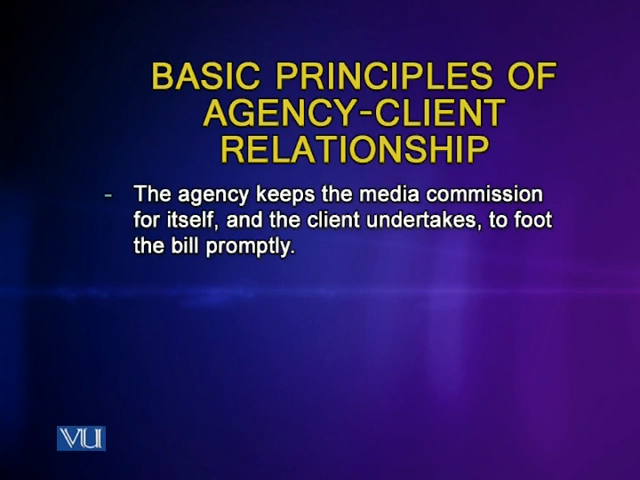 BASIC PRINCIPLES OF
AGENCY-CLIENT
RELATIONSHIP
- The agency keeps the media commission
for itself, and the client undertakes, to foot
the bill promptly.
VU